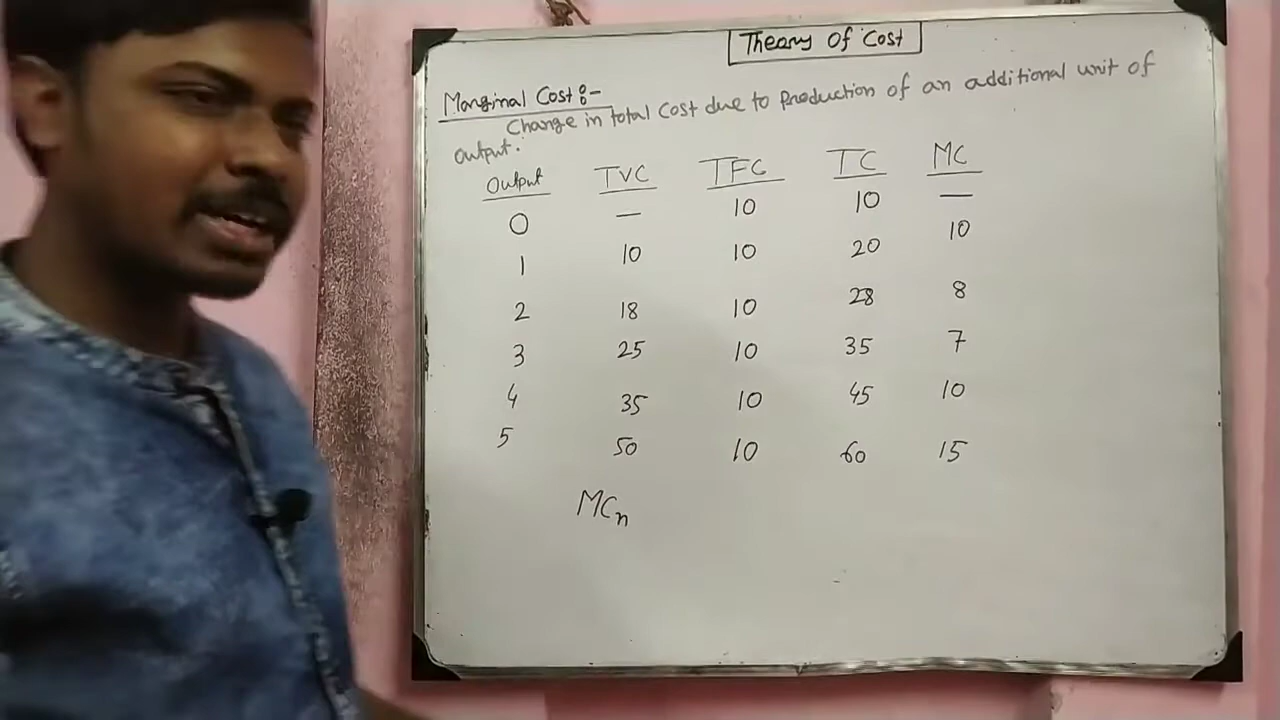 Theory Of Cost
Marginal Cost :-
Change in total Cost due to production of an additional unit of
output.
Output TVC TFC TC MC
0 — 10 10 —
1 10 10 20 10
2 18 10 28 8
3 25 10 35 7
4 35 10 45 10
5 50 10 60 15
MCn